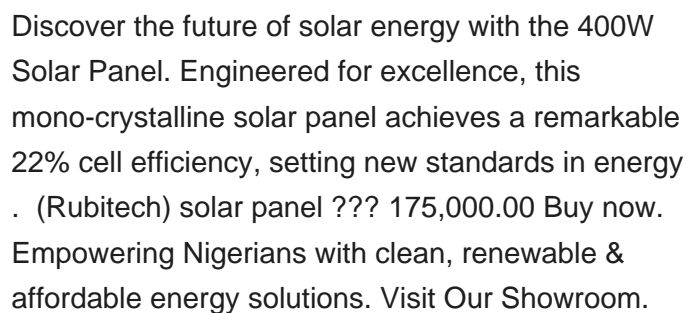 Discover the future of solar energy with the 400W
Solar Panel. Engineered for excellence, this
mono-crystalline solar panel achieves a remarkable
22% cell efficiency, setting new standards in energy
. (Rubitech) solar panel ??? 175,000.00 Buy now.
Empowering Nigerians with clean, renewable &
affordable energy solutions. Visit Our Showroom.